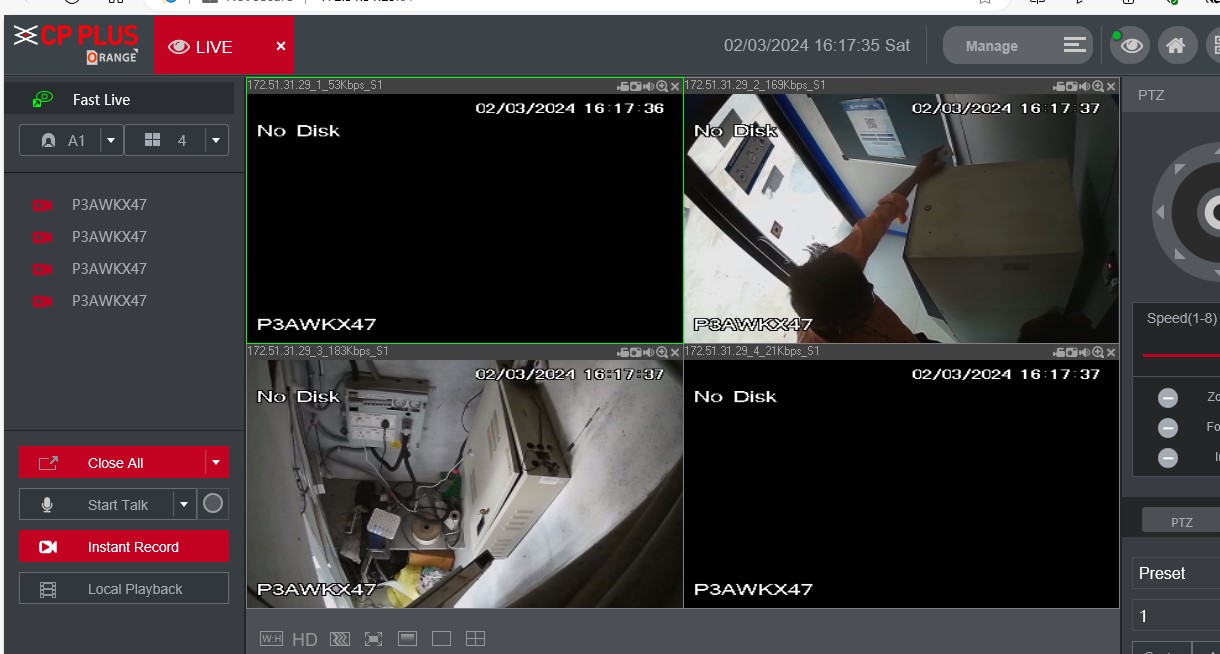 CP PLUS
ORANGE
LIVE
02/03/2024 16:17:35 Sat
Manage
Fast Live
A1
4
P3AWKX47
P3AWKX47
P3AWKX47
P3AWKX47
Close All
Start Talk
Instant Record
Local Playback
172.51.31.29_1_53Kbps_S1
02/03/2024 16:17:36
No Disk
P3AWKX47
172.51.31.29_2_169Kbps_S1
02/03/2024 16:17:37
No Disk
P3AWKX47
172.51.31.29_3_183Kbps_S1
02/03/2024 16:17:37
No Disk
P3AWKX47
172.51.31.29_4_21Kbps_S1
02/03/2024 16:17:37
No Disk
P3AWKX47
W:H HD
PTZ
Speed(1-8)
Zo
Fo
PTZ
Preset
1